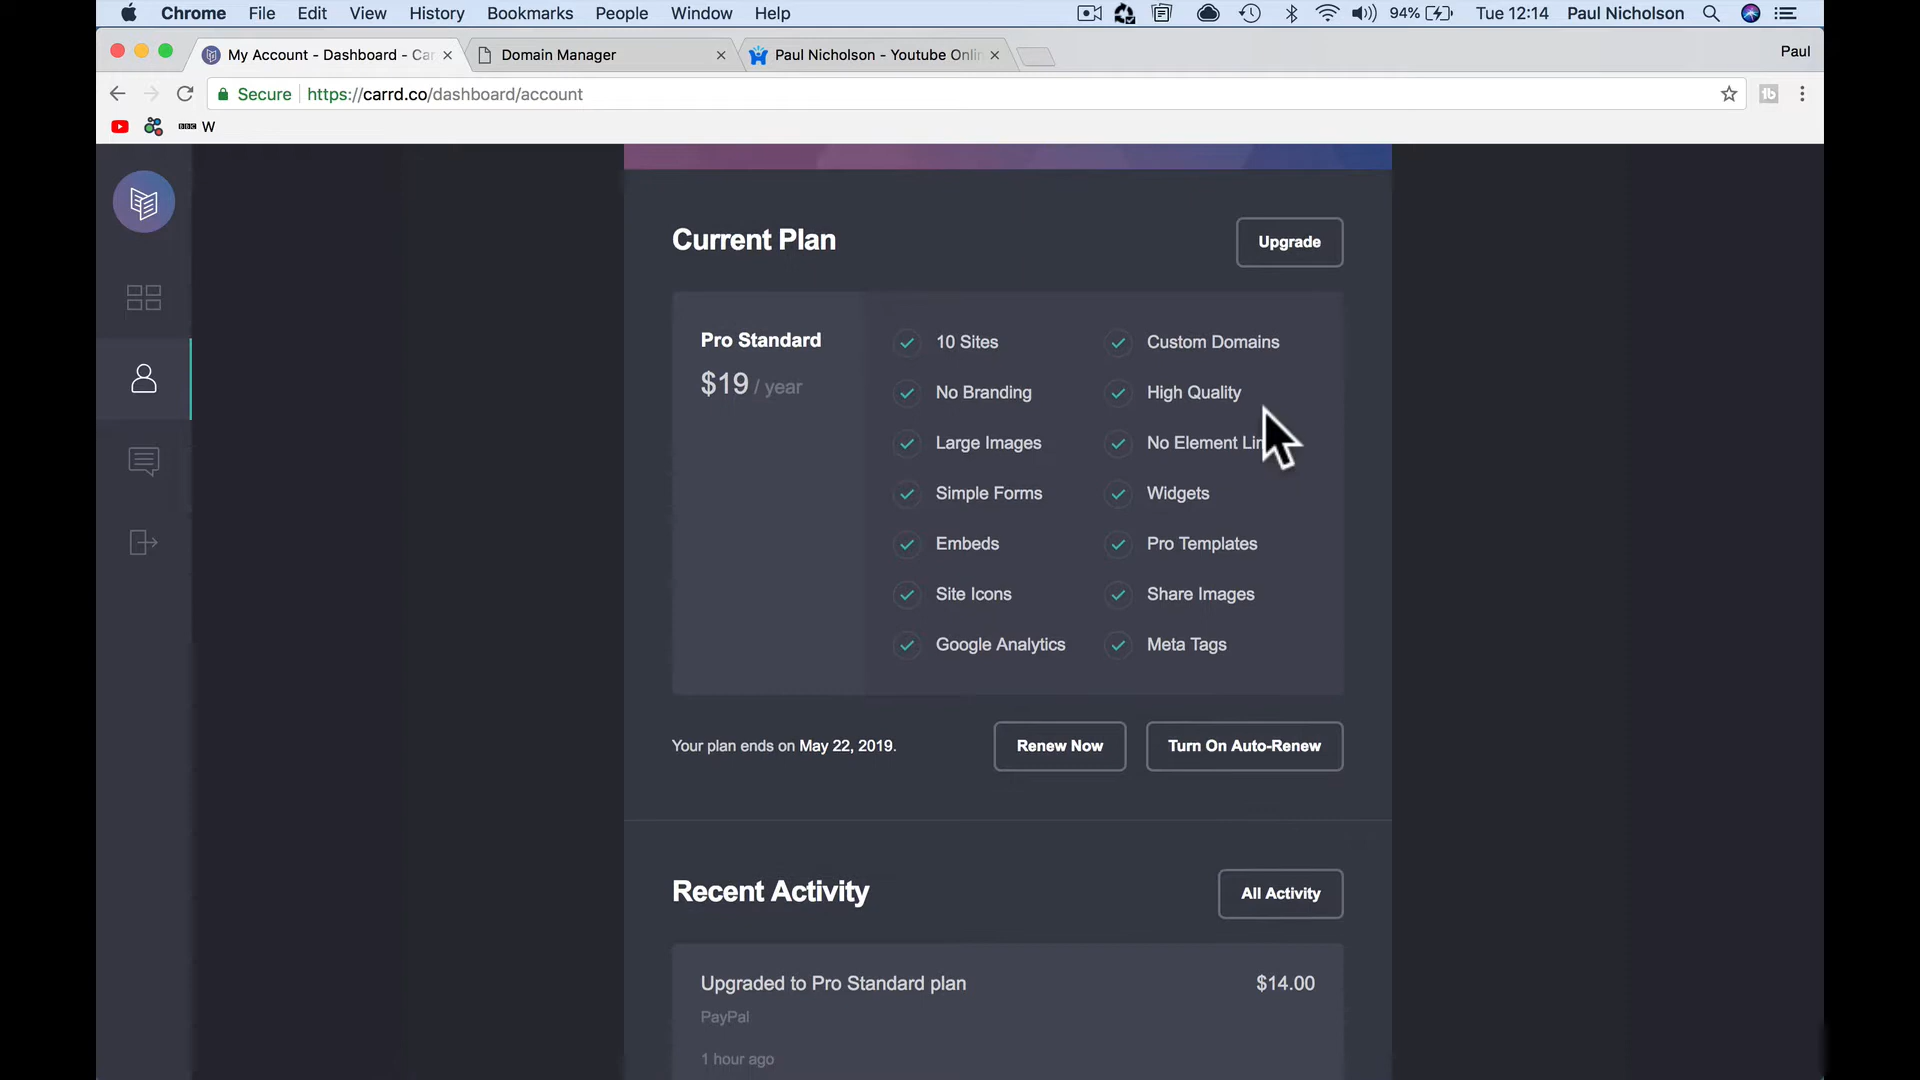 Chrome File Edit View History Bookmarks People Window Help 94% Tue 12:14 Paul Nicholson
My Account - Dashboard - Car Domain Manager Paul Nicholson - Youtube Onli Paul
Secure https://carrd.co/dashboard/account
BBC W
Current Plan Upgrade
Pro Standard
$19 / year
10 Sites Custom Domains
No Branding High Quality
Large Images No Element Li
Simple Forms Widgets
Embeds Pro Templates
Site Icons Share Images
Google Analytics Meta Tags
Your plan ends on May 22, 2019. Renew Now Turn On Auto-Renew
Recent Activity All Activity
Upgraded to Pro Standard plan $14.00
PayPal
1 hour ago